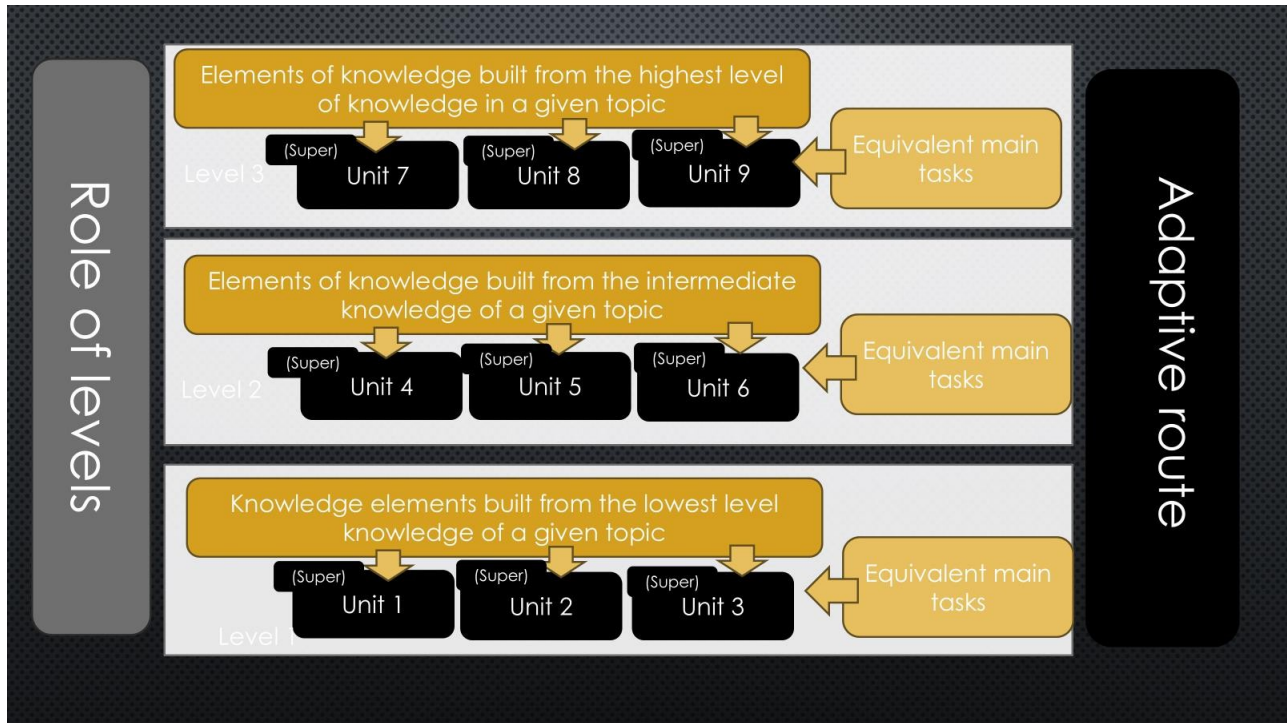 Role of levels
Elements of knowledge built from the highest level
of knowledge in a given topic
Level 3
(Super)
Unit 7
(Super)
Unit 8
(Super)
Unit 9
Equivalent main
tasks
Elements of knowledge built from the intermediate
knowledge of a given topic
Level 2
(Super)
Unit 4
(Super)
Unit 5
(Super)
Unit 6
Equivalent main
tasks
Knowledge elements built from the lowest level
knowledge of a given topic
Level 1
(Super)
Unit 1
(Super)
Unit 2
(Super)
Unit 3
Equivalent main
tasks
Adaptive route